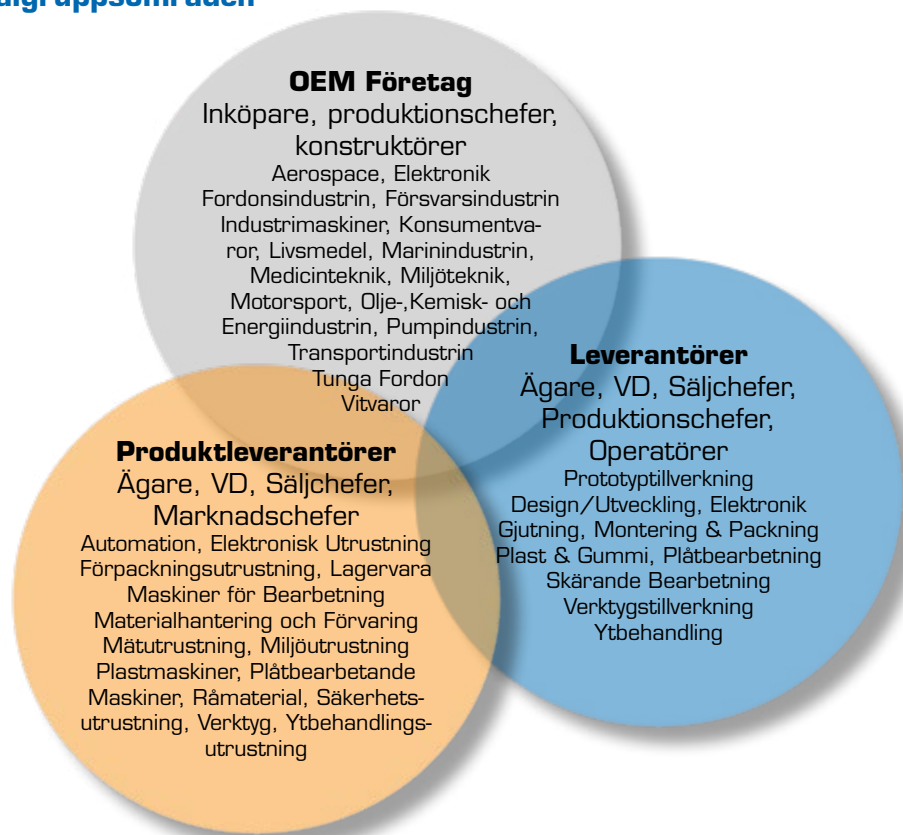 OEM Företag
Inköpare, produktionschefer,
konstruktörer
Aerospace, Elektronik
Fordonsindustrin, Försvarsindustrin
Industrimaskiner, Konsumentva-
ror, Livsmedel, Marinindustrin,
Medicinteknik, Miljöteknik,
Motorsport, Olje-,Kemisk- och
Energiindustrin, Pumpindustrin,
Transportindustrin
Tunga Fordon
Vitvaror
Leverantörer
Ägare, VD, Säljchefer,
Produktionschefer,
Operatörer
Prototyptillverkning
Design/Utveckling, Elektronik
Gjutning, Montering & Packning
Plast & Gummi, Plåtbearbetning
Skärande Bearbetning
Verktygstillverkning
Ytbehandling
Produktleverantörer
Ägare, VD, Säljchefer,
Marknadschefer
Automation, Elektronisk Utrustning
Förpackningsutrustning, Lagervara
Maskiner för Bearbetning
Materialhantering och Förvaring
Mätutrustning, Miljöutrustning
Plastmaskiner, Plåtbearbetande
Maskiner, Råmaterial, Säkerhets-
utrustning, Verktyg, Ytbehandlings-
utrustning